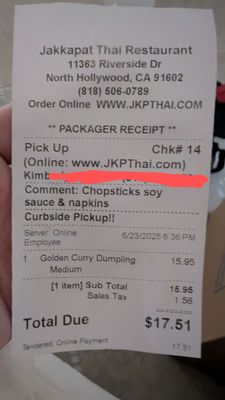 Jakkapat Thai Restaurant
11363 Riverside Dr
North Hollywood, CA 91602
(818) 506-0789
Order Online WWW.JKPTHAI.COM
** PACKAGER RECEIPT **
Pick Up Chk# 14
(Online: www.JKPThai.com)
Comment: Chopsticks soy
sauce & napkins
Curbside Pickup!!
Server: Online 6/23/2025 6:36 PM
Employee
1 Golden Curry Dumpling 15.95
Medium
[1 item] Sub Total 15.95
Sales Tax 1.56
Total Due $17.51
Tendered Online Payment 17.51